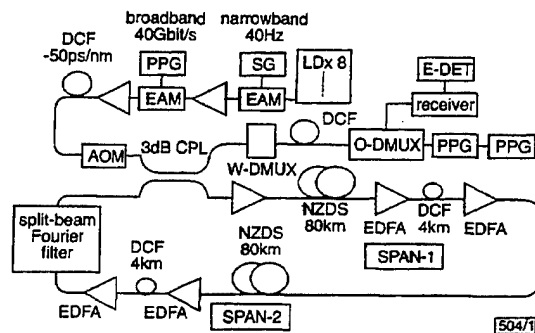 broadband
40Gbit/s
narrowband
40Hz
DCF
-50ps/nm
PPG
SG
LDx 8
EAM
EAM
E-DET
receiver
DCF
3dB CPL
AOM
W-DMUX
O-DMUX
PPG
PPG
split-beam
Fourier
filter
NZDS
80km
EDFA
DCF
4km
EDFA
SPAN-1
DCF
4km
NZDS
80km
EDFA
EDFA
SPAN-2
504/1